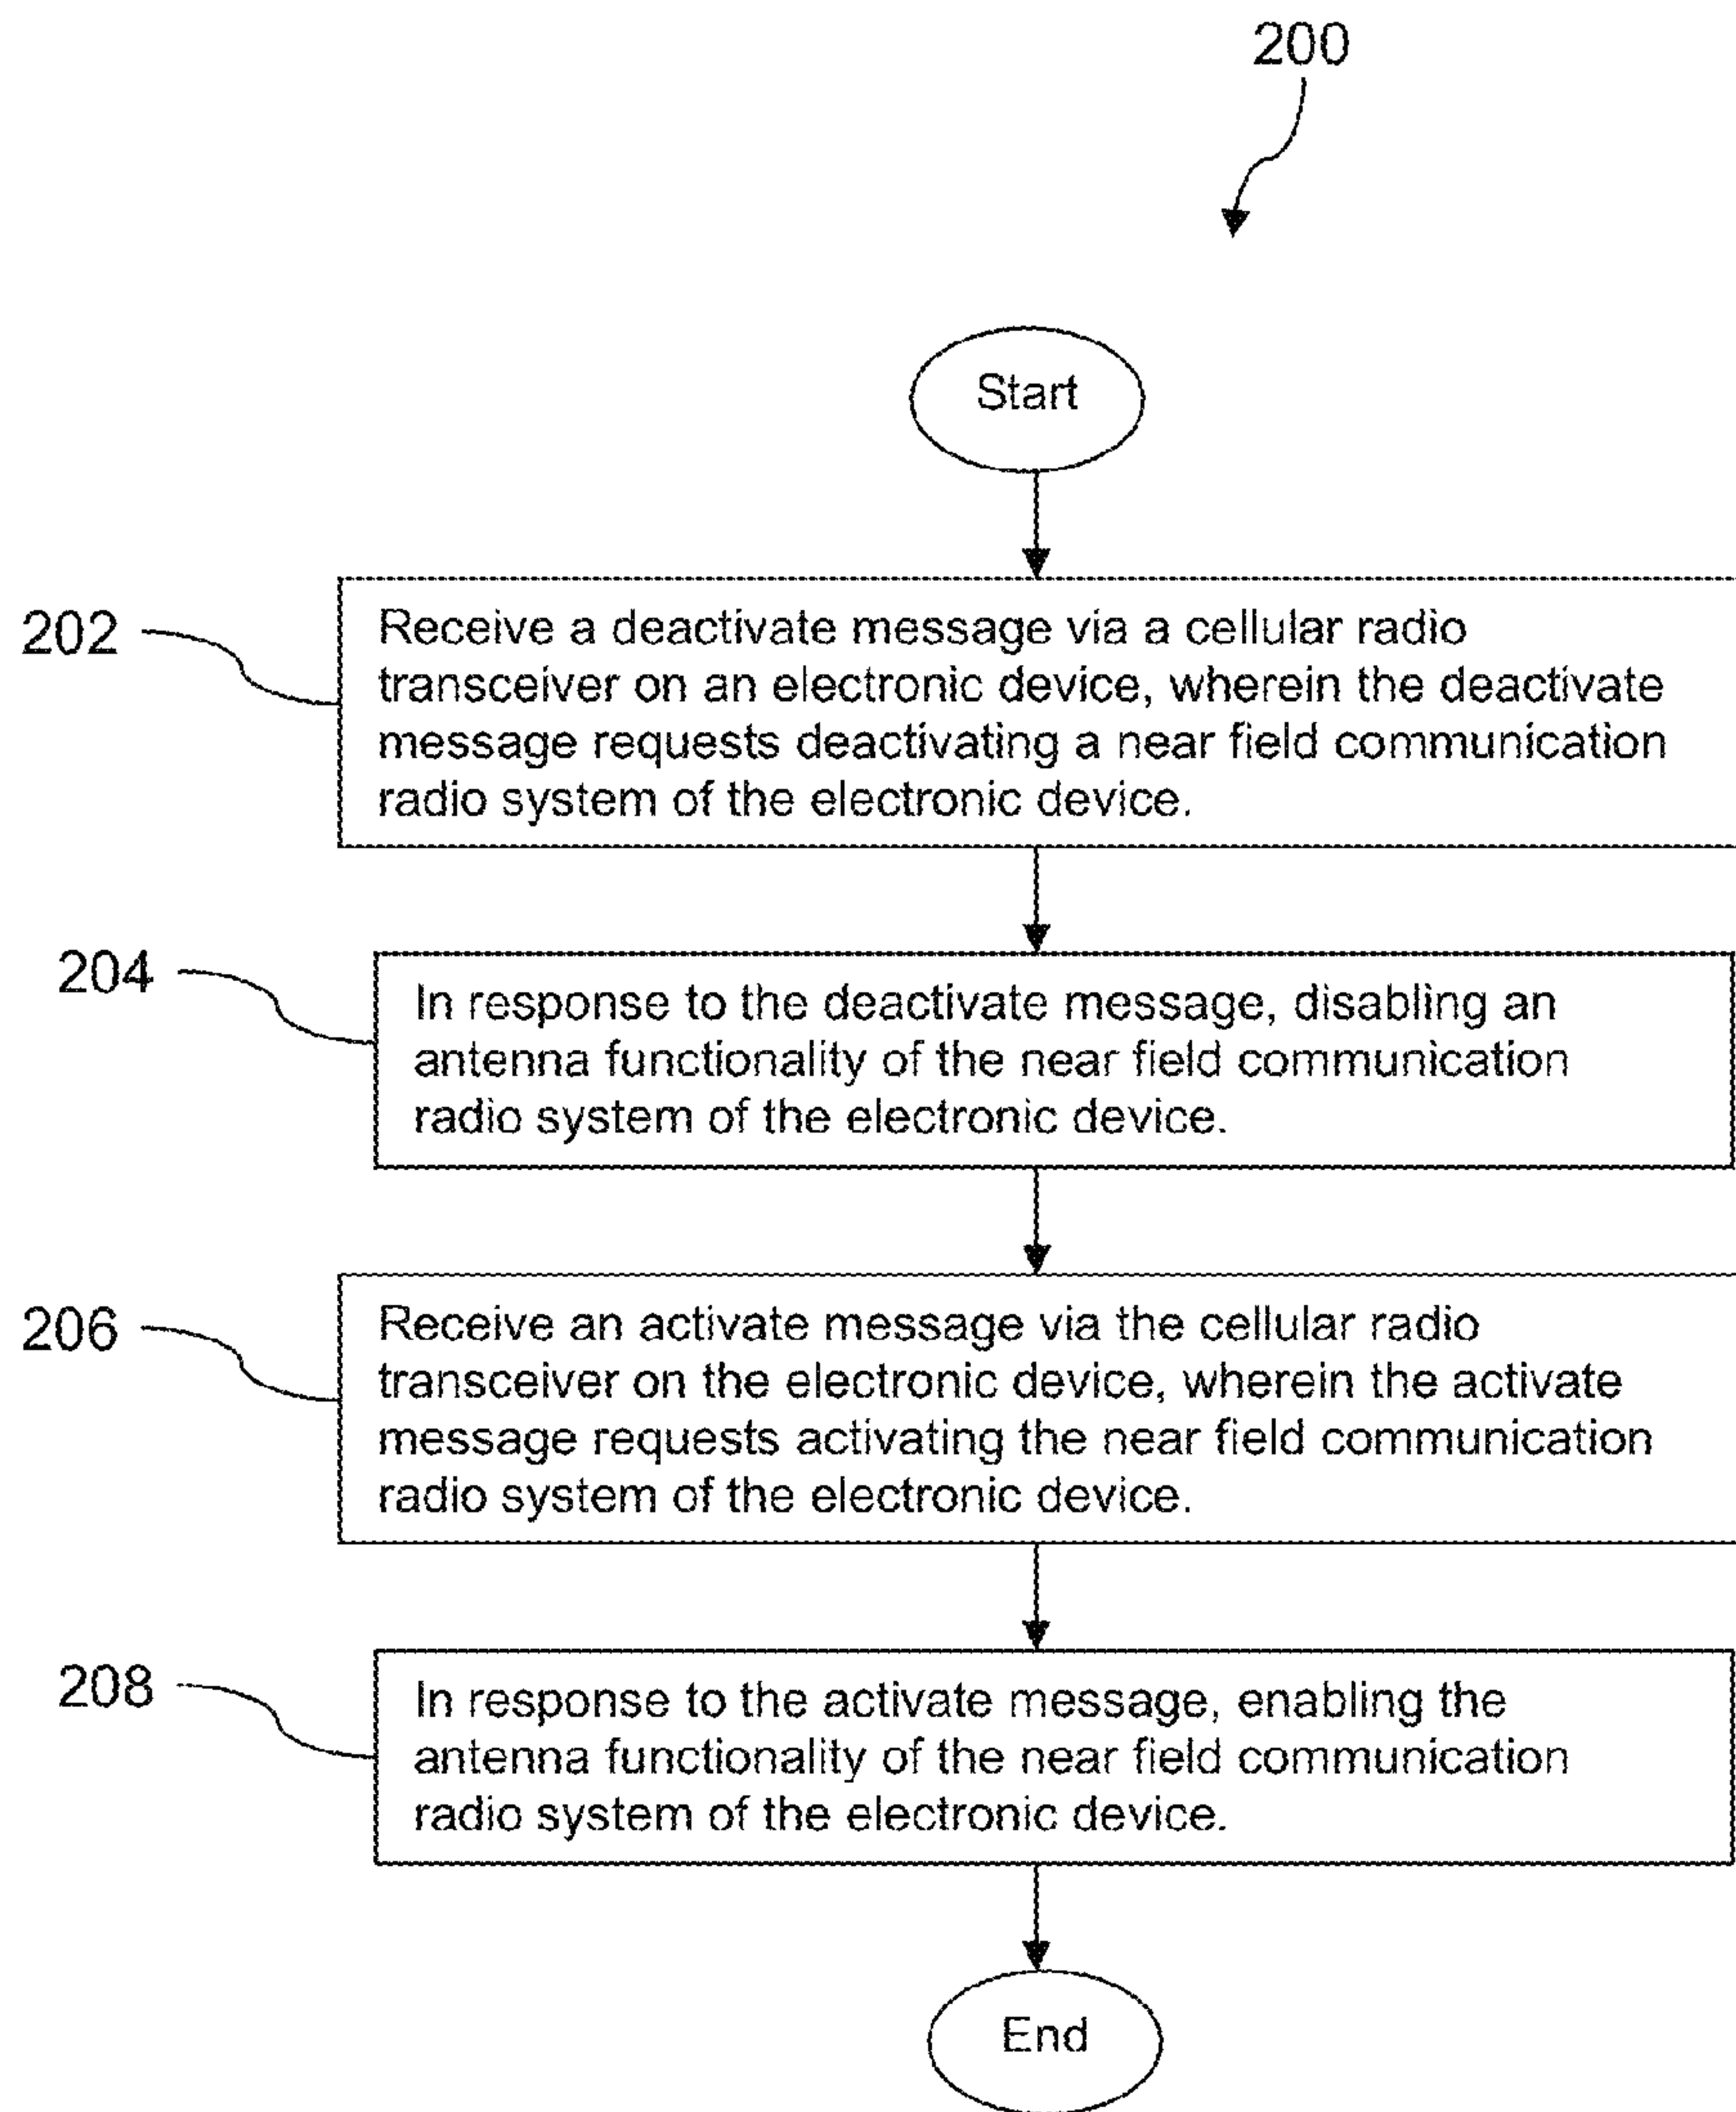 200
Start
202
Receive a deactivate message via a cellular radio
transceiver on an electronic device, wherein the deactivate
message requests deactivating a near field communication
radio system of the electronic device.
204
In response to the deactivate message, disabling an
antenna functionality of the near field communication
radio system of the electronic device.
206
Receive an activate message via the cellular radio
transceiver on the electronic device, wherein the activate
message requests activating the near field communication
radio system of the electronic device.
208
In response to the activate message, enabling the
antenna functionality of the near field communication
radio system of the electronic device.
End